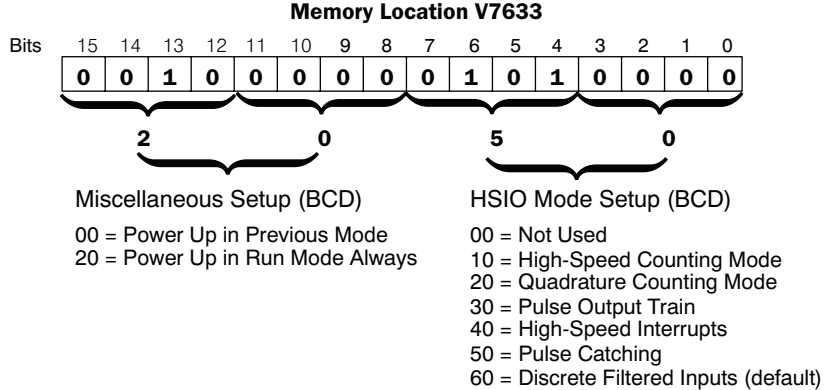 Memory Location V7633
Bits 15 14 13 12 11 10 9 8 7 6 5 4 3 2 1 0
0 0 1 0 0 0 0 0 0 1 0 1 0 0 0 0
2 0 5 0
Miscellaneous Setup (BCD)
00 = Power Up in Previous Mode
20 = Power Up in Run Mode Always
HSIO Mode Setup (BCD)
00 = Not Used
10 = High-Speed Counting Mode
20 = Quadrature Counting Mode
30 = Pulse Output Train
40 = High-Speed Interrupts
50 = Pulse Catching
60 = Discrete Filtered Inputs (default)